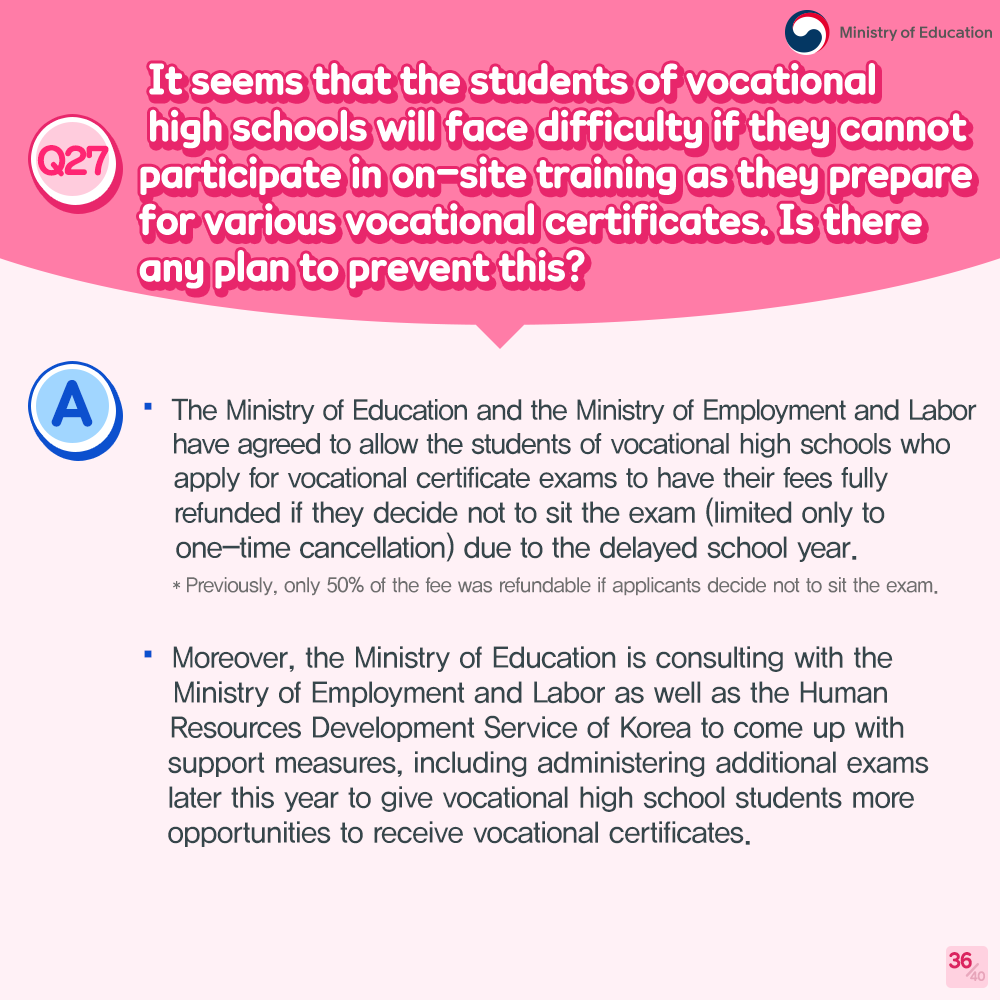 Ministry of Education
It seems that the students of vocational
high schools will face difficulty if they cannot
Q27
participate in on-site training as they prepare
for various vocational certificates. Is there
any plan to prevent this?
A
▪ The Ministry of Education and the Ministry of Employment and Labor
have agreed to allow the students of vocational high schools who
apply for vocational certificate exams to have their fees fully
refunded if they decide not to sit the exam (limited only to
one-time cancellation) due to the delayed school year.
* Previously, only 50% of the fee was refundable if applicants decide not to sit the exam.
▪ Moreover, the Ministry of Education is consulting with the
Ministry of Employment and Labor as well as the Human
Resources Development Service of Korea to come up with
support measures, including administering additional exams
later this year to give vocational high school students more
opportunities to receive vocational certificates.
36/40